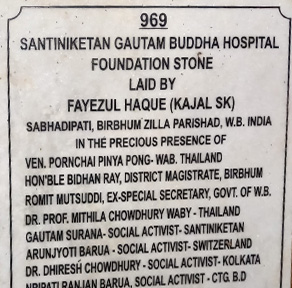 969
SANTINIKETAN GAUTAM BUDDHA HOSPITAL
FOUNDATION STONE
LAID BY
FAYEZUL HAQUE (KAJAL SK)
SABHADIPATI, BIRBHUM ZILLA PARISHAD, W.B. INDIA
IN THE PRECIOUS PRESENCE OF
VEN. PORNCHAI PINYA PONG- WAB. THAILAND
HON'BLE BIDHAN RAY, DISTRICT MAGISTRATE, BIRBHUM
ROMIT MUTSUDDI, EX-SPECIAL SECRETARY, GOVT. OF W.B.
DR. PROF. MITHILA CHOWDHURY WABY - THAILAND
GAUTAM SURANA- SOCIAL ACTIVIST- SANTINIKETAN
ARUNJYOTI BARUA - SOCIAL ACTIVIST- SWITZERLAND
DR. DHIRESH CHOWDHURY - SOCIAL ACTIVIST- KOLKATA
NRIPATI RANJAN BARUA, SOCIAL ACTIVIST - CTG. B.D